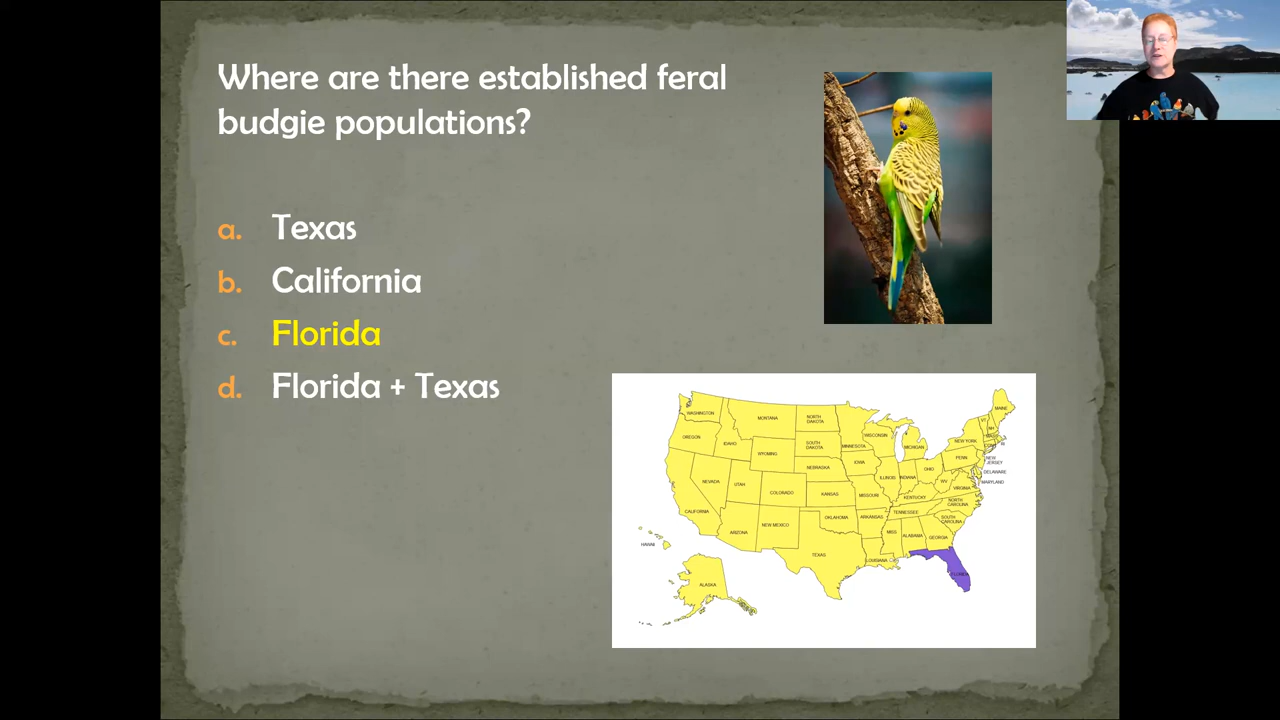 Where are there established feral
budgie populations?
a. Texas
b. California
c. Florida
d. Florida + Texas
WASHINGTON
OREGON
CALIFORNIA
NEVADA
IDAHO
MONTANA
WYOMING
UTAH
ARIZONA
COLORADO
NEW MEXICO
NORTH
DAKOTA
SOUTH
DAKOTA
NEBRASKA
KANSAS
OKLAHOMA
TEXAS
MINNESOTA
IOWA
MISSOURI
ARKANSAS
LOUISIANA
WISCONSIN
ILLINOIS
INDIANA
MICHIGAN
OHIO
KENTUCKY
TENNESSEE
MISS
ALABAMA
GEORGIA
FLORIDA
SOUTH
CAROLINA
NORTH
CAROLINA
VIRGINIA
WV
PENN
NEW YORK
VT
NH
MAINE
NEW
JERSEY
DELAWARE
MARYLAND
HAWAII
ALASKA